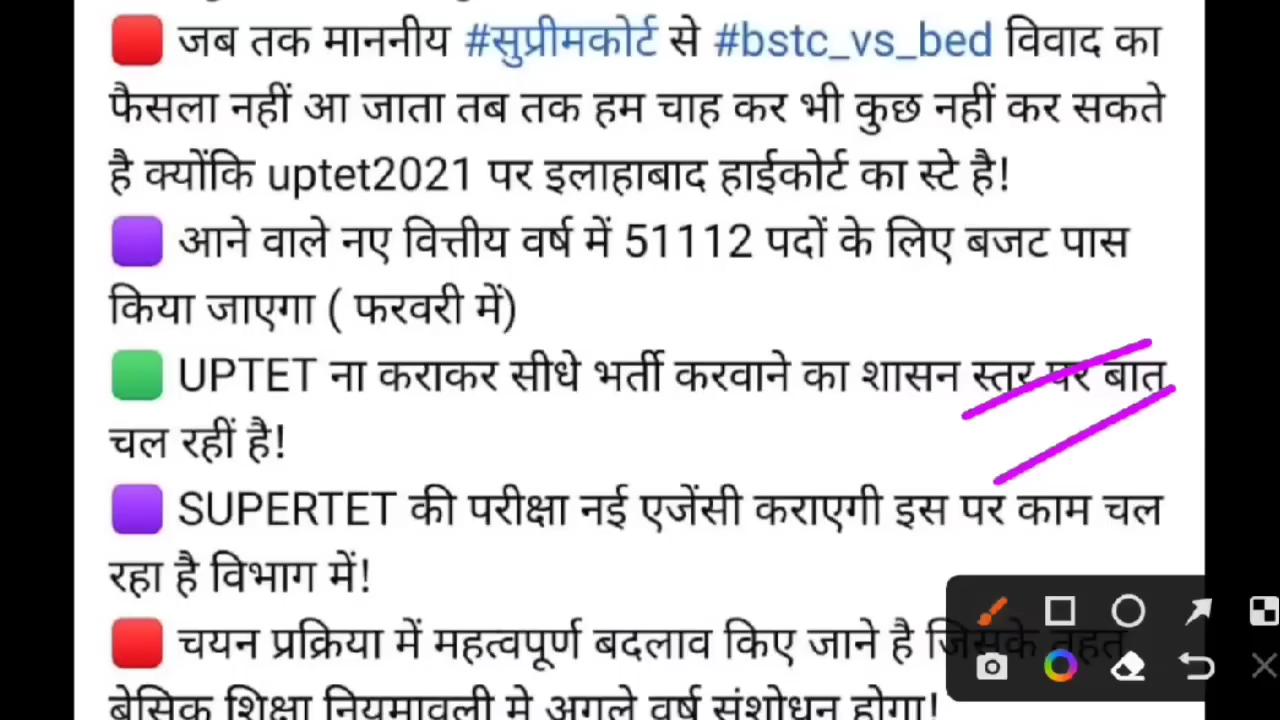 जब तक माननीय #सुप्रीमकोर्ट से #bstc_vs_bed विवाद का
फैसला नहीं आ जाता तब तक हम चाह कर भी कुछ नहीं कर सकते
है क्योंकि uptet2021 पर इलाहाबाद हाईकोर्ट का स्टे है!
आने वाले नए वित्तीय वर्ष में 51112 पदों के लिए बजट पास
किया जाएगा ( फरवरी में)
UPTET ना कराकर सीधे भर्ती करवाने का शासन स्तर पर बात
चल रहीं है!
SUPERTET की परीक्षा नई एजेंसी कराएगी इस पर काम चल
रहा है विभाग में!
चयन प्रक्रिया में महत्वपूर्ण बदलाव किए जाने है जिसके तहत
बेसिक शिक्षा नियमावली मे अगले वर्ष संशोधन होगा!